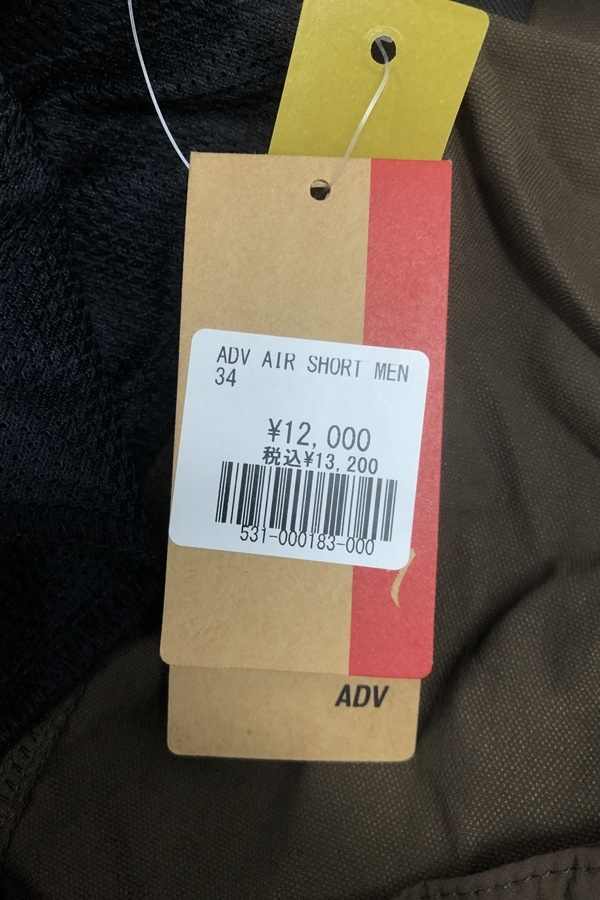 ADV AIR SHORT MEN
34
¥12,000
税込¥13,200
531-000183-000
ADV